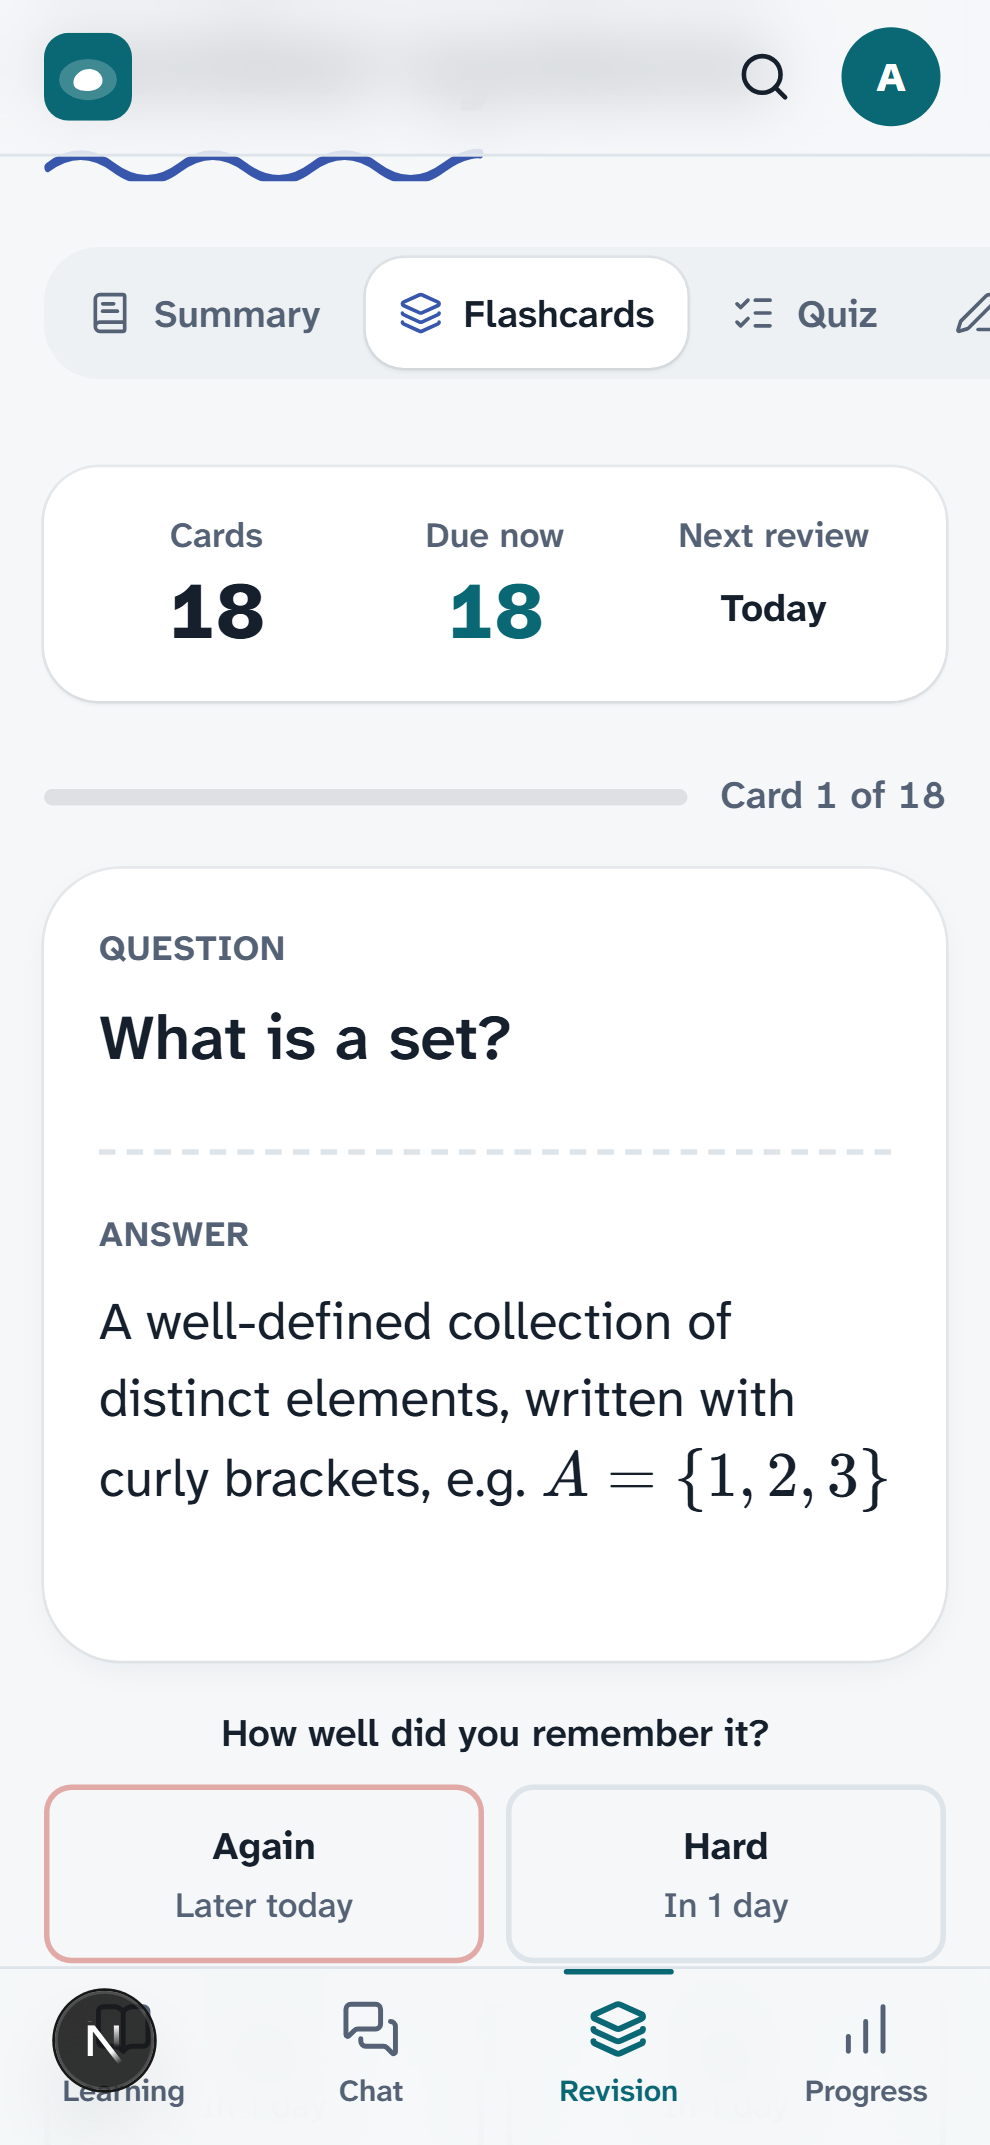 A
Summary
Flashcards
Quiz
Cards
Due now
Next review
18
18
Today
Card 1 of 18
QUESTION
What is a set?
ANSWER
A well-defined collection of
distinct elements, written with
curly brackets, e.g. A = {1, 2, 3}
How well did you remember it?
Again
Hard
Later today
In 1 day
N
Learning
Chat
Revision
Progress